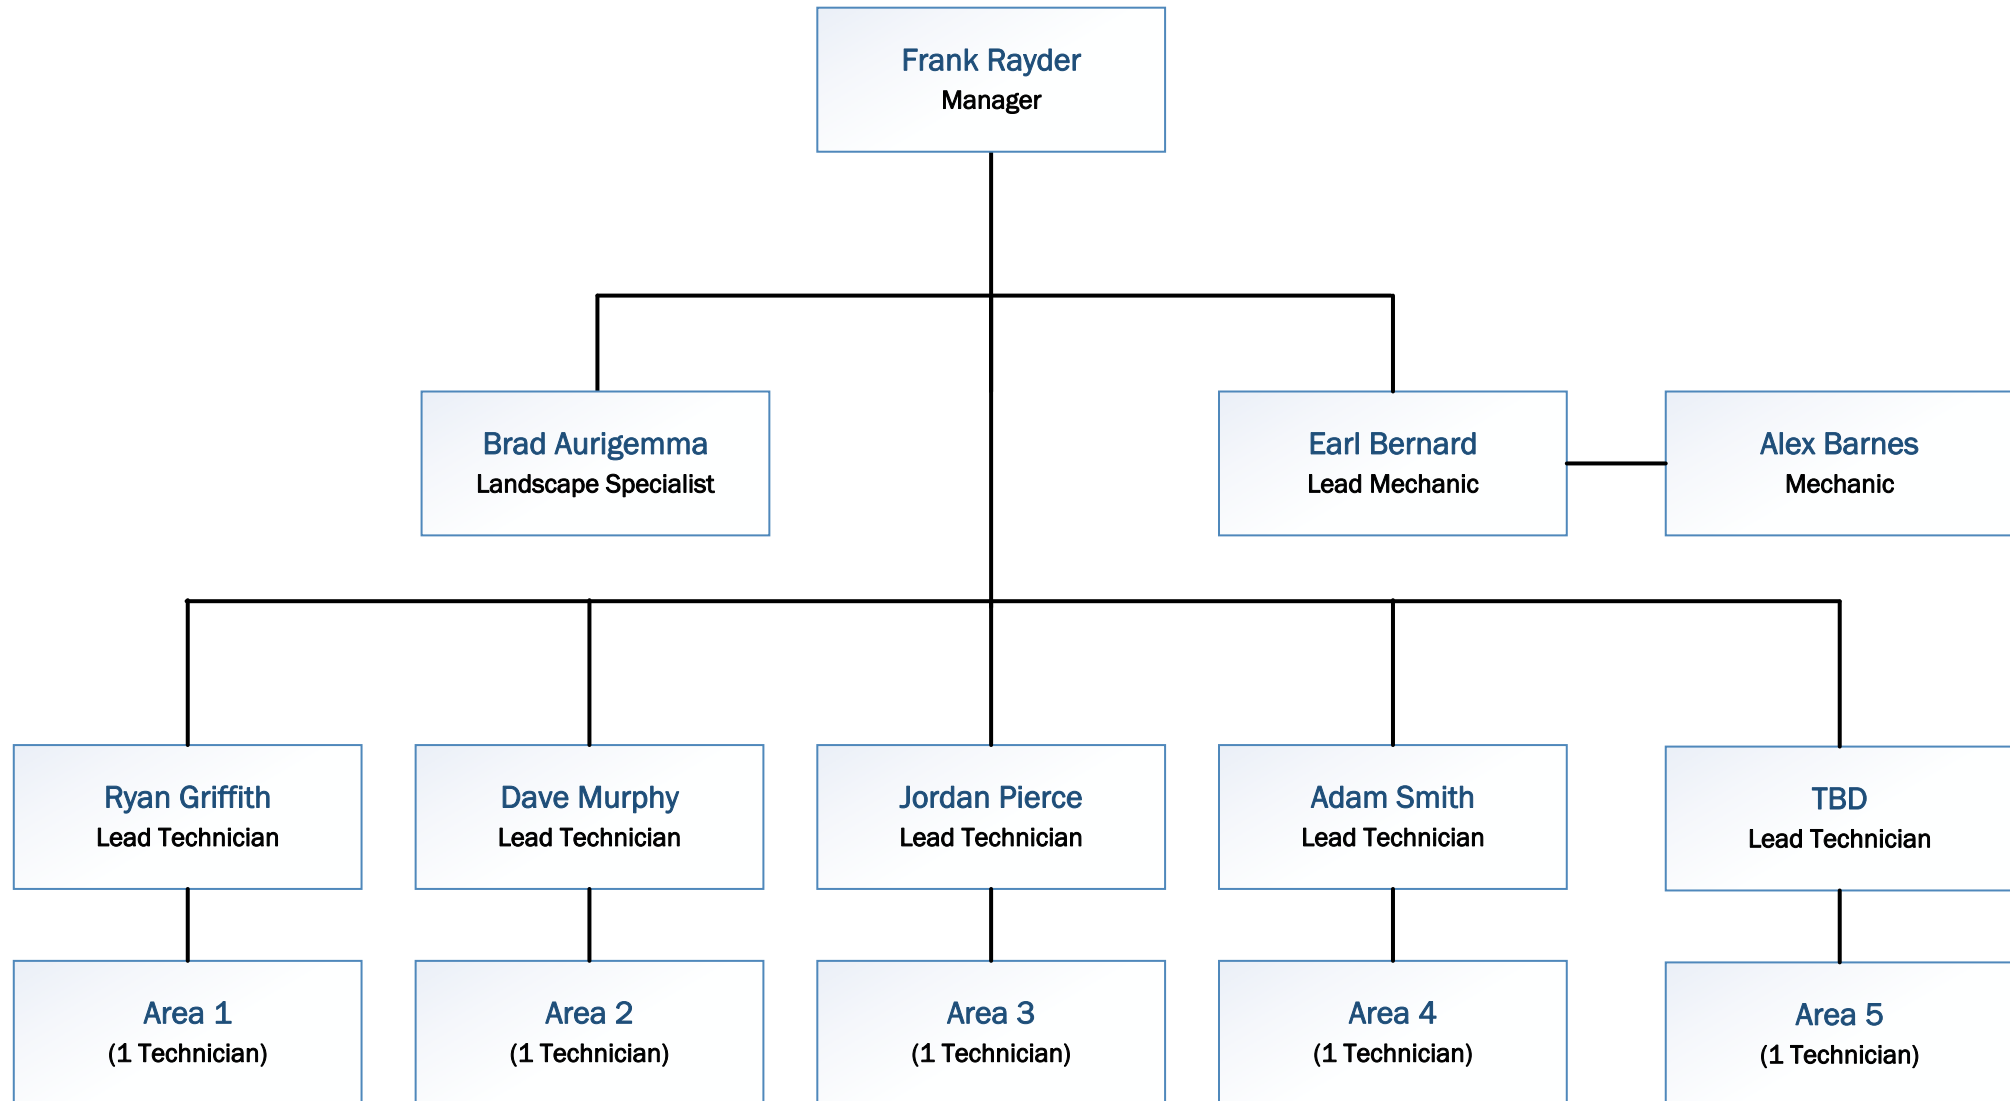 Frank Rayder
Manager
Brad Aurigemma
Landscape Specialist
Earl Bernard
Lead Mechanic
Alex Barnes
Mechanic
Ryan Griffith
Lead Technician
Dave Murphy
Lead Technician
Jordan Pierce
Lead Technician
Adam Smith
Lead Technician
TBD
Lead Technician
Area 1
(1 Technician)
Area 2
(1 Technician)
Area 3
(1 Technician)
Area 4
(1 Technician)
Area 5
(1 Technician)